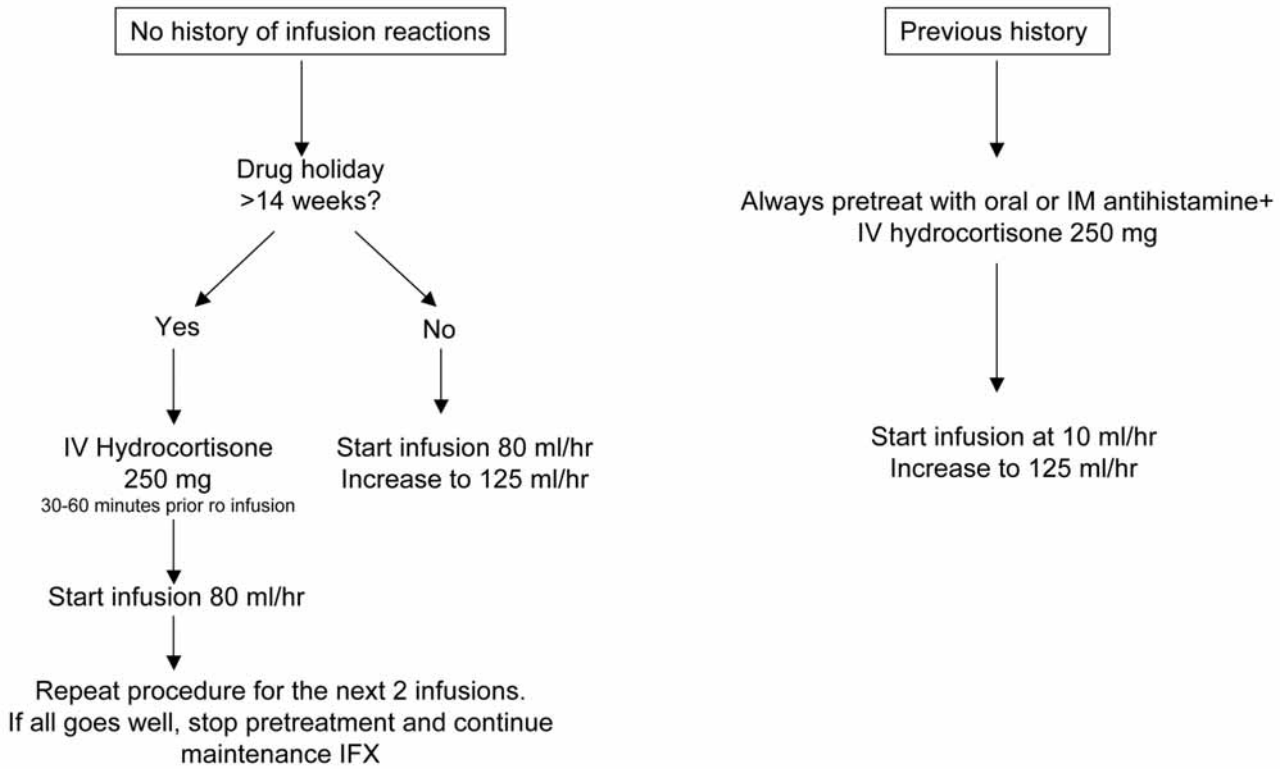 No history of infusion reactions
Previous history
Drug holiday
>14 weeks?
Always pretreat with oral or IM antihistamine+
IV hydrocortisone 250 mg
Yes
No
IV Hydrocortisone
250 mg
30-60 minutes prior ro infusion
Start infusion 80 ml/hr
Increase to 125 ml/hr
Start infusion at 10 ml/hr
Increase to 125 ml/hr
Start infusion 80 ml/hr
Repeat procedure for the next 2 infusions.
If all goes well, stop pretreatment and continue
maintenance IFX